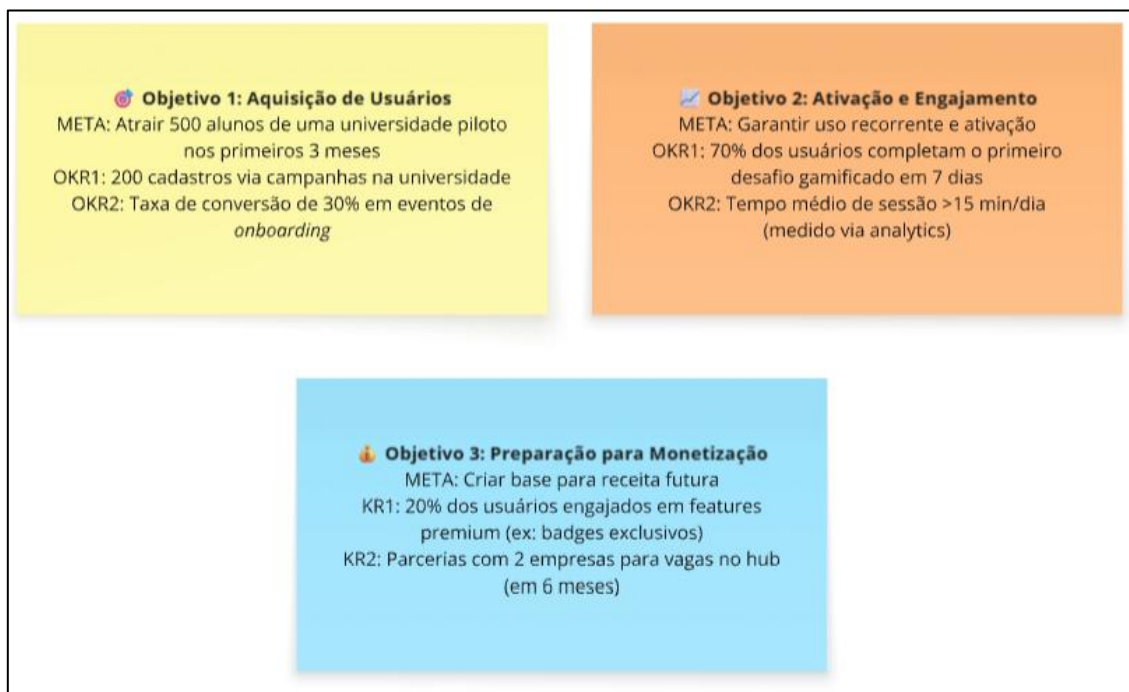 🎯 Objetivo 1: Aquisição de Usuários
META: Atrair 500 alunos de uma universidade piloto
nos primeiros 3 meses
OKR1: 200 cadastros via campanhas na universidade
OKR2: Taxa de conversão de 30% em eventos de
onboarding
📈 Objetivo 2: Ativação e Engajamento
META: Garantir uso recorrente e ativação
OKR1: 70% dos usuários completam o primeiro
desafio gamificado em 7 dias
OKR2: Tempo médio de sessão >15 min/dia
(medido via analytics)
💰 Objetivo 3: Preparação para Monetização
META: Criar base para receita futura
KR1: 20% dos usuários engajados em features
premium (ex: badges exclusivos)
KR2: Parcerias com 2 empresas para vagas no hub
(em 6 meses)